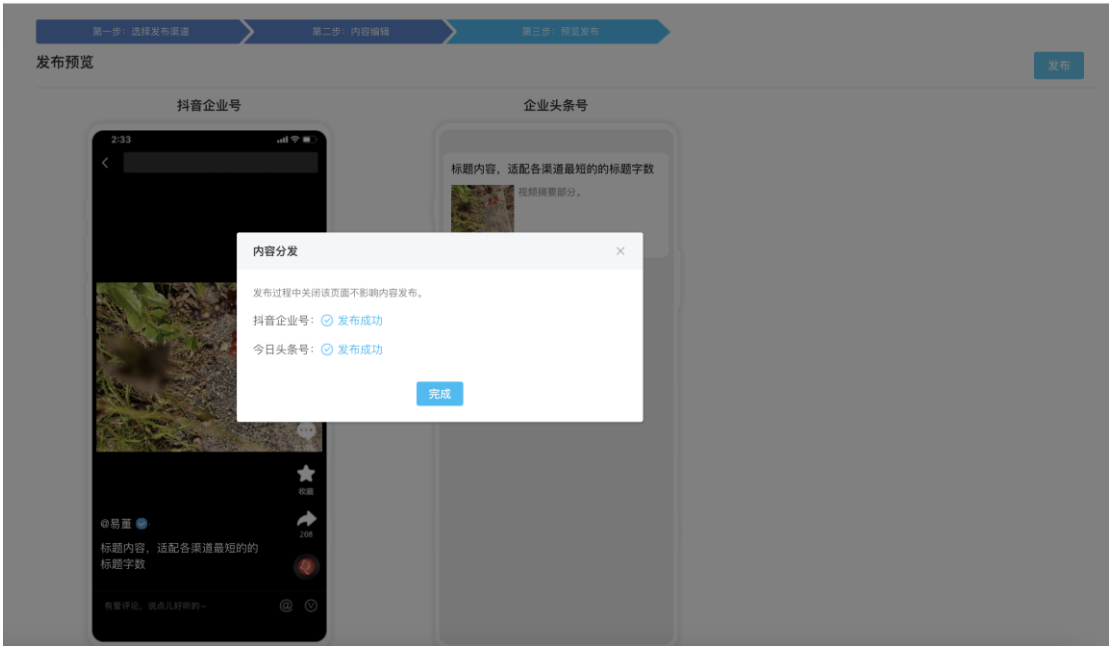 第一步：选择发布渠道
第二步：内容编辑
第三步：预览发布
发布预览
发布
抖音企业号
企业头条号
2:33
标题内容，适配各渠道最短的的标题字数
视频摘要部分。
内容分发
发布过程中关闭该页面不影响内容发布。
抖音企业号： 发布成功
今日头条号： 发布成功
完成
收藏
@易董
208
标题内容，适配各渠道最短的的
标题字数
有爱评论，说点儿好听的~